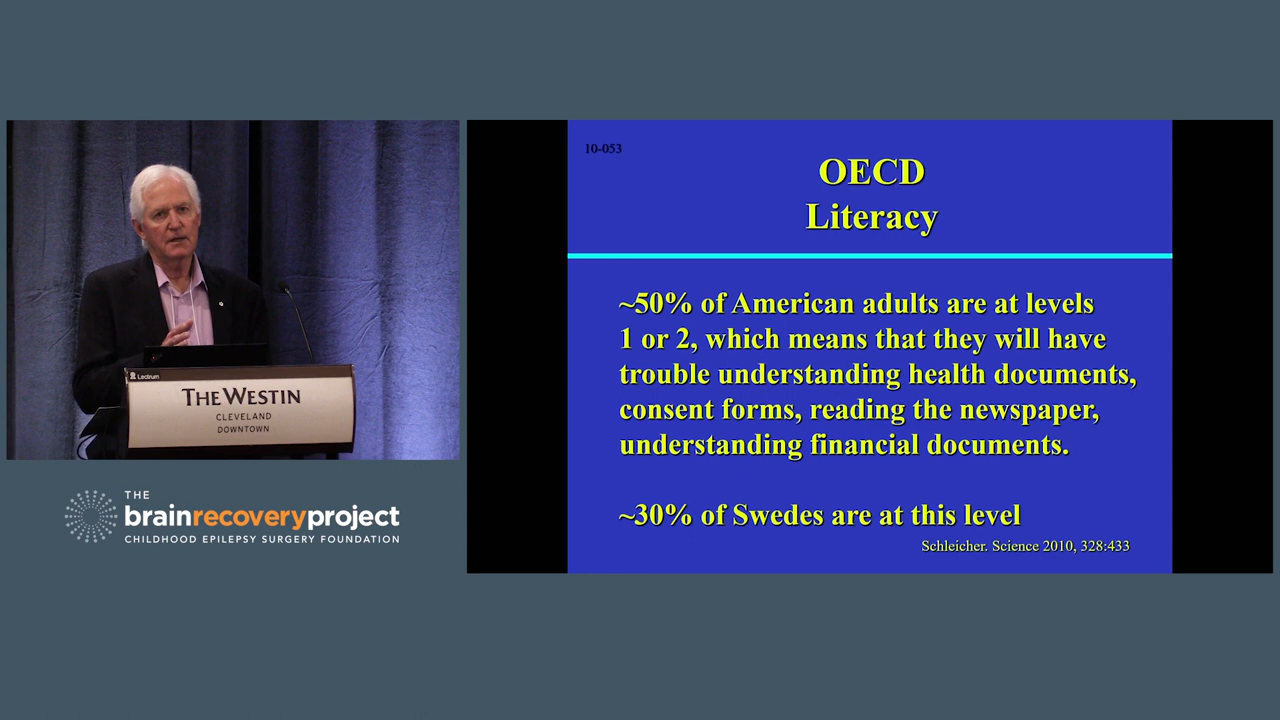 Lectrum
THE WESTIN
CLEVELAND
DOWNTOWN
THE
brainrecoveryproject
CHILDHOOD EPILEPSY SURGERY FOUNDATION
10-053
OECD
Literacy
~50% of American adults are at levels
1 or 2, which means that they will have
trouble understanding health documents,
consent forms, reading the newspaper,
understanding financial documents.
~30% of Swedes are at this level
Schleicher. Science 2010, 328:433